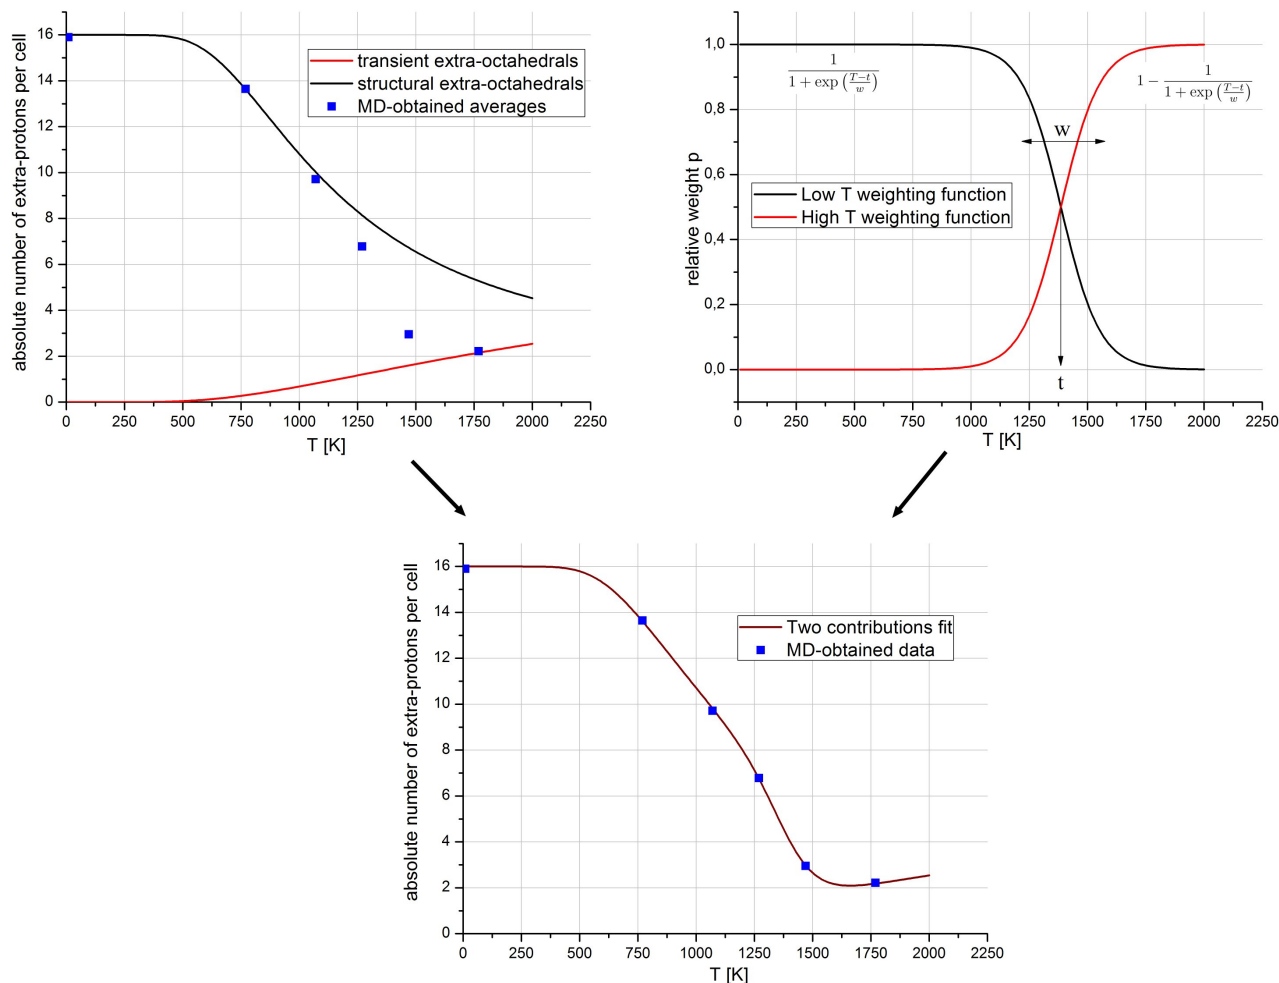 absolute number of extra-protons per cell
16
14
12
10
8
6
4
2
0
transient extra-octahedrals
structural extra-octahedrals
MD-obtained averages
0 250 500 750 1000 1250 1500 1750 2000 2250
T [K]
relative weight p
1,0
0,8
0,6
0,4
0,2
0,0
1
1 + exp (T−t/w)
1 − 1
1 + exp (T−t/w)
w
Low T weighting function
High T weighting function
t
0 250 500 750 1000 1250 1500 1750 2000 2250
T [K]
absolute number of extra-protons per cell
16
14
12
10
8
6
4
2
0
Two contributions fit
MD-obtained data
0 250 500 750 1000 1250 1500 1750 2000 2250
T [K]